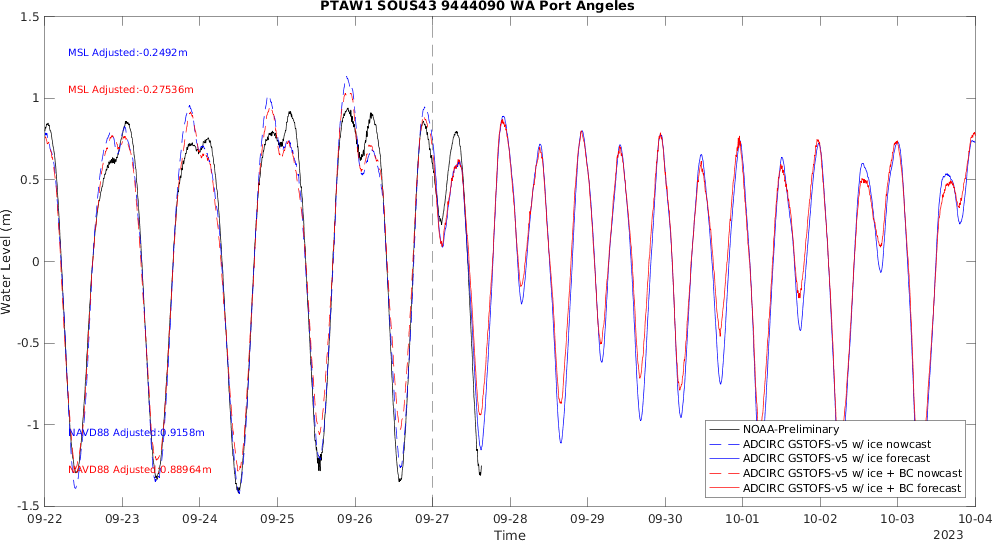 PTAW1 SOUS43 9444090 WA Port Angeles
1.5
MSL Adjusted:-0.2492m
1
MSL Adjusted:-0.27536m
0.5
Water Level (m)
0
-0.5
-1
NAVD88 Adjusted:0.9158m
NOAA-Preliminary
ADCIRC GSTOFS-v5 w/ ice nowcast
ADCIRC GSTOFS-v5 w/ ice forecast
NAVD88 Adjusted:0.88964m
ADCIRC GSTOFS-v5 w/ ice + BC nowcast
ADCIRC GSTOFS-v5 w/ ice + BC forecast
-1.5
09-22 09-23 09-24 09-25 09-26 09-27 09-28 09-29 09-30 10-01 10-02 10-03 10-04
Time
2023